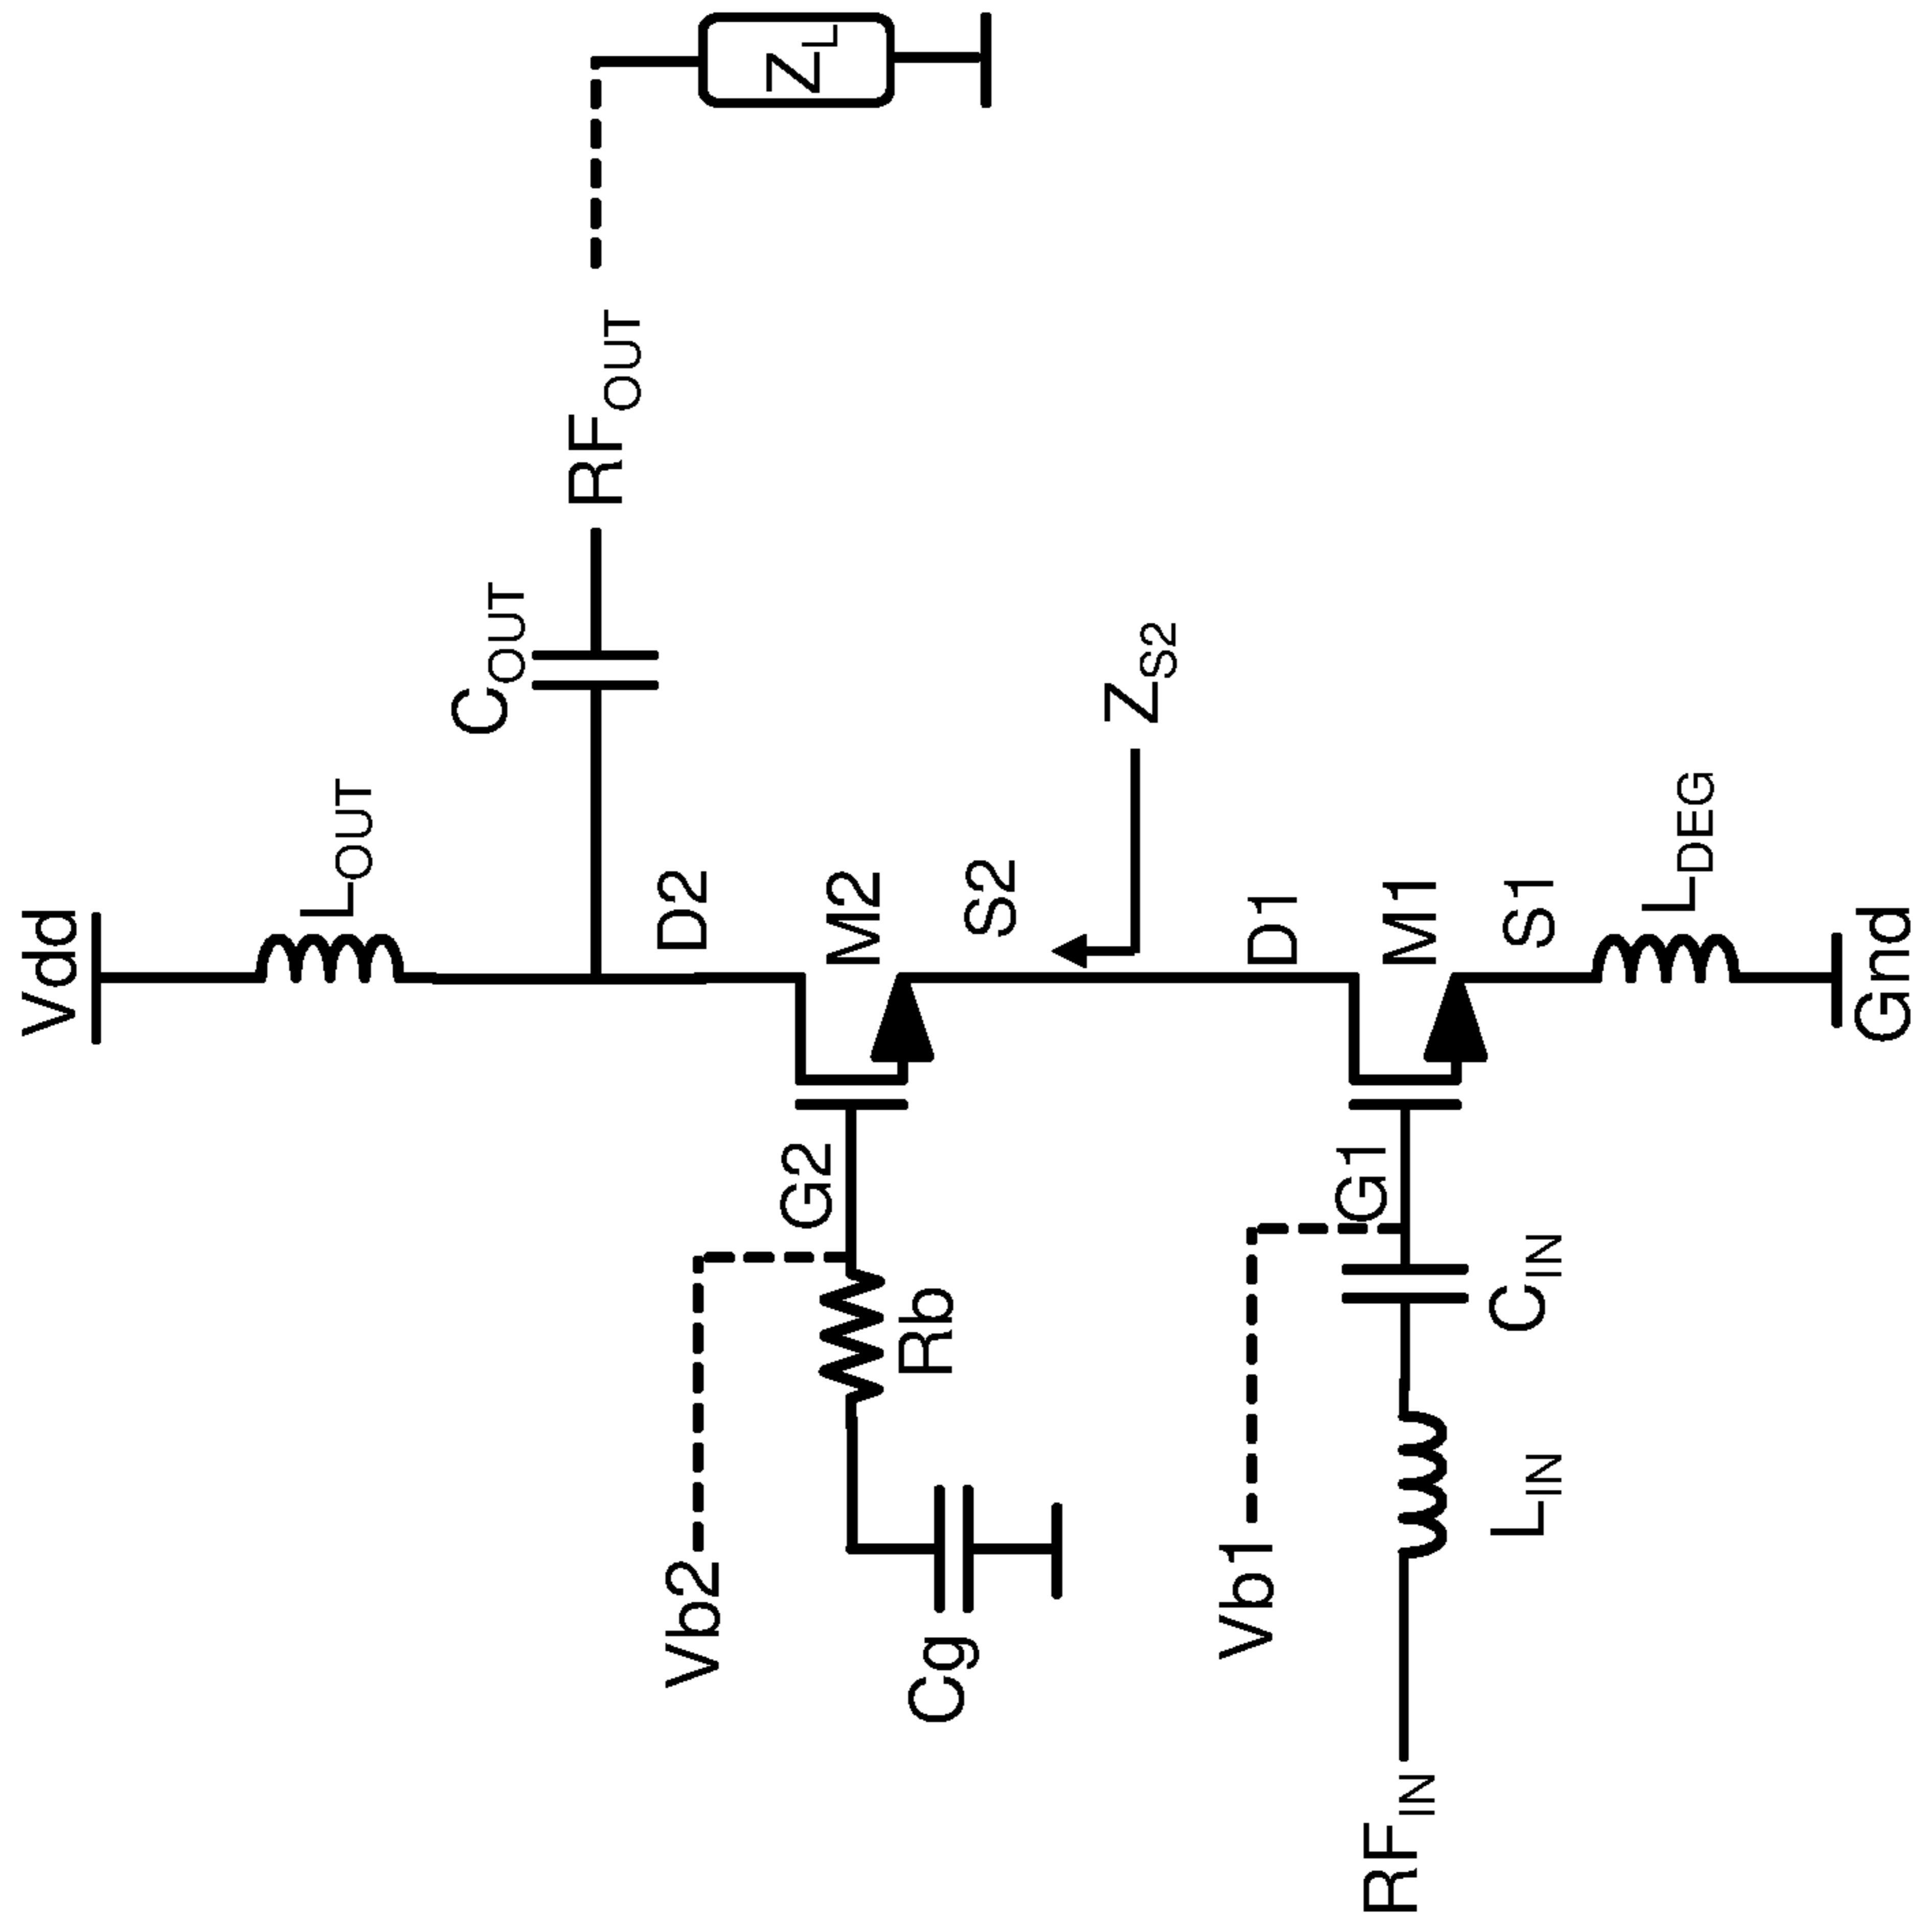 Vdd
L_OUT
C_OUT
RF_OUT
Z_L
D2
G2
M2
Vb2
Rb
S2
Cg
Z_S2
D1
G1
M1
Vb1
S1
C_IN
L_IN
RF_IN
L_DEG
Gnd